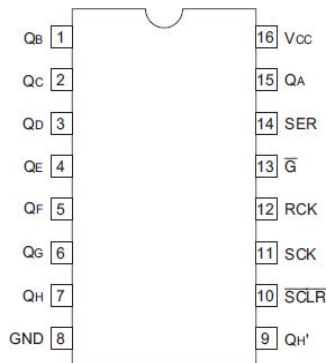 QB 1 16 VCC
QC 2 15 QA
QD 3 14 SER
QE 4 13 G̅
QF 5 12 RCK
QG 6 11 SCK
QH 7 10 S̅C̅L̅R̅
GND 8 9 QH'